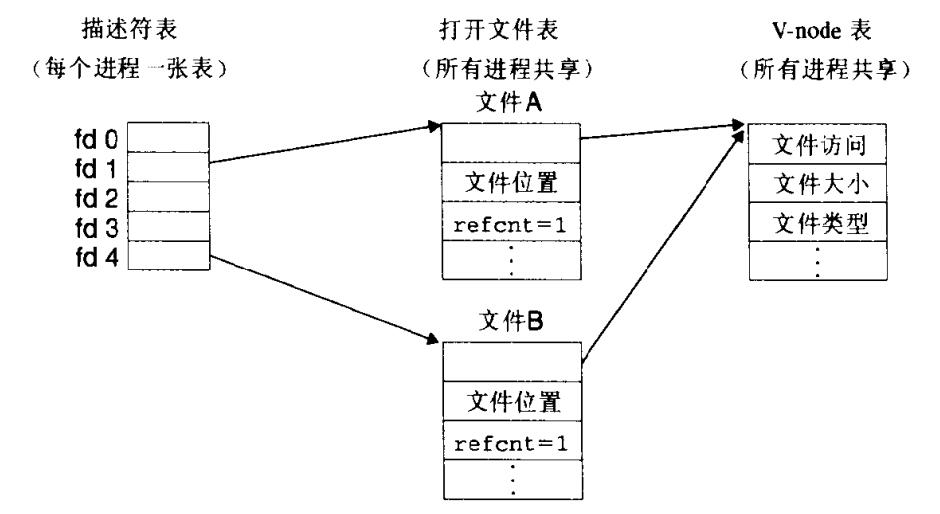 描述符表
（每个进程一张表）
打开文件表
（所有进程共享）
V-node 表
（所有进程共享）
fd 0
fd 1
fd 2
fd 3
fd 4
文件A
文件位置
refcnt=1
⋮
文件B
文件位置
refcnt=1
⋮
文件访问
文件大小
文件类型
⋮